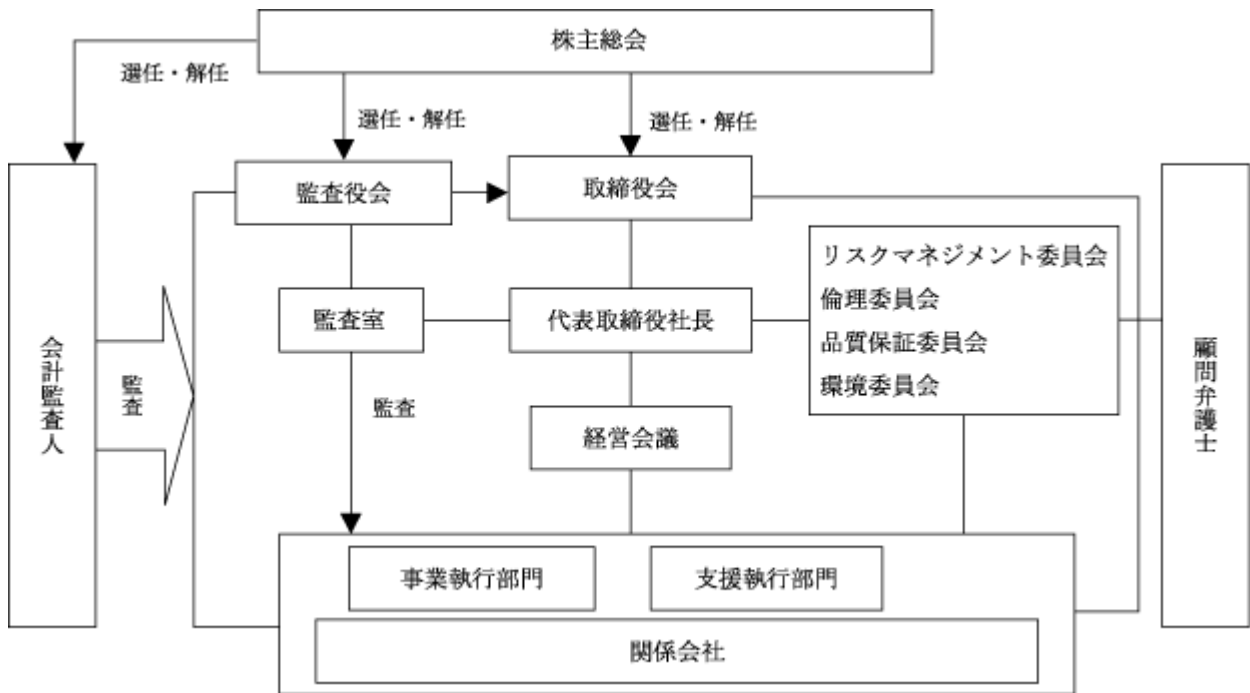 株主総会
選任・解任
選任・解任
選任・解任
監査役会
取締役会
リスクマネジメント委員会
倫理委員会
品質保証委員会
環境委員会
監査室
代表取締役社長
会計監査人
監査
監査
経営会議
顧問弁護士
事業執行部門
支援執行部門
関係会社